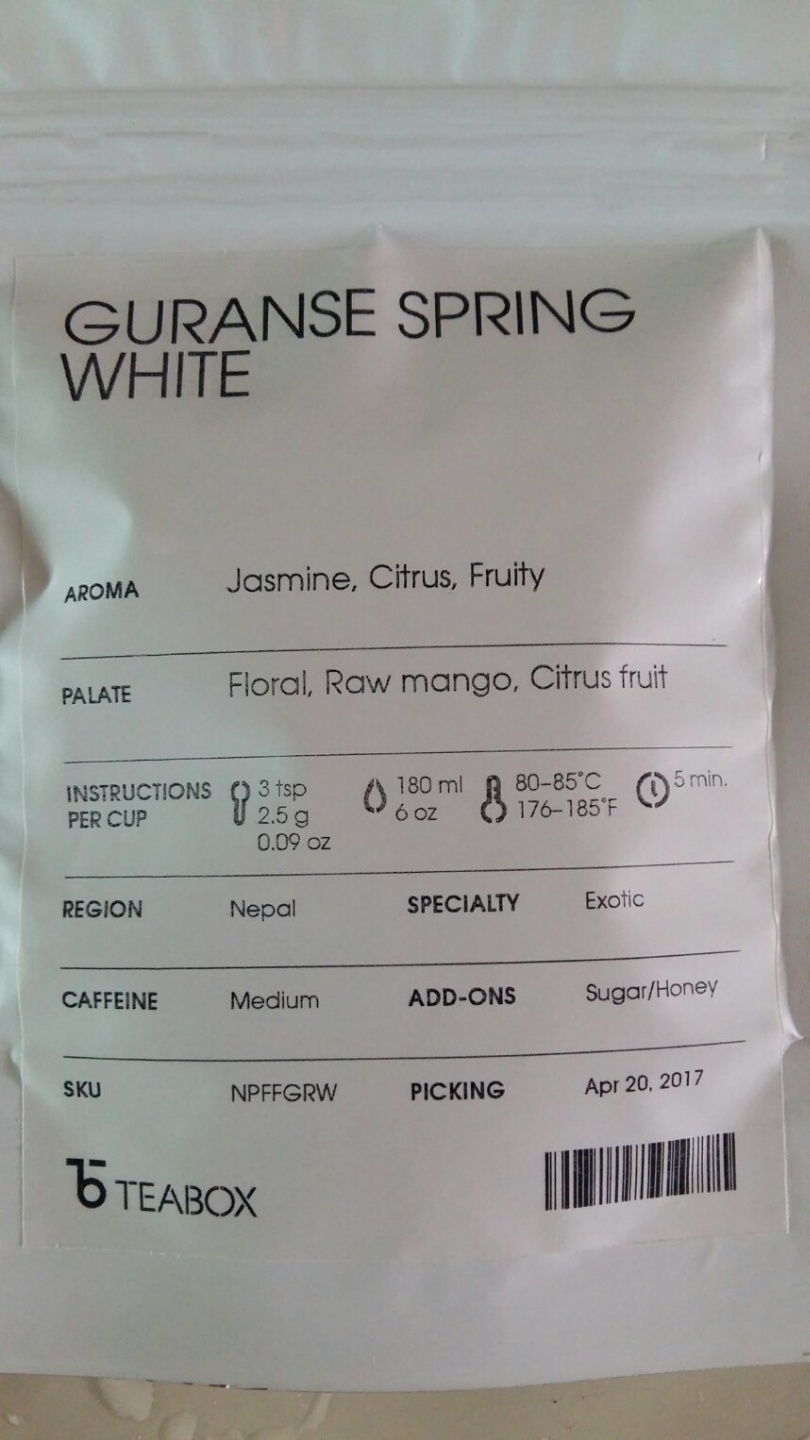 GURANSE SPRING
WHITE
AROMA Jasmine, Citrus, Fruity
PALATE Floral, Raw mango, Citrus fruit
INSTRUCTIONS 3 tsp 180 ml 80–85°C 5 min.
PER CUP 2.5 g 6 oz 176–185°F
0.09 oz
REGION Nepal SPECIALTY Exotic
CAFFEINE Medium ADD-ONS Sugar/Honey
SKU NPFFGRW PICKING Apr 20, 2017
tb TEABOX